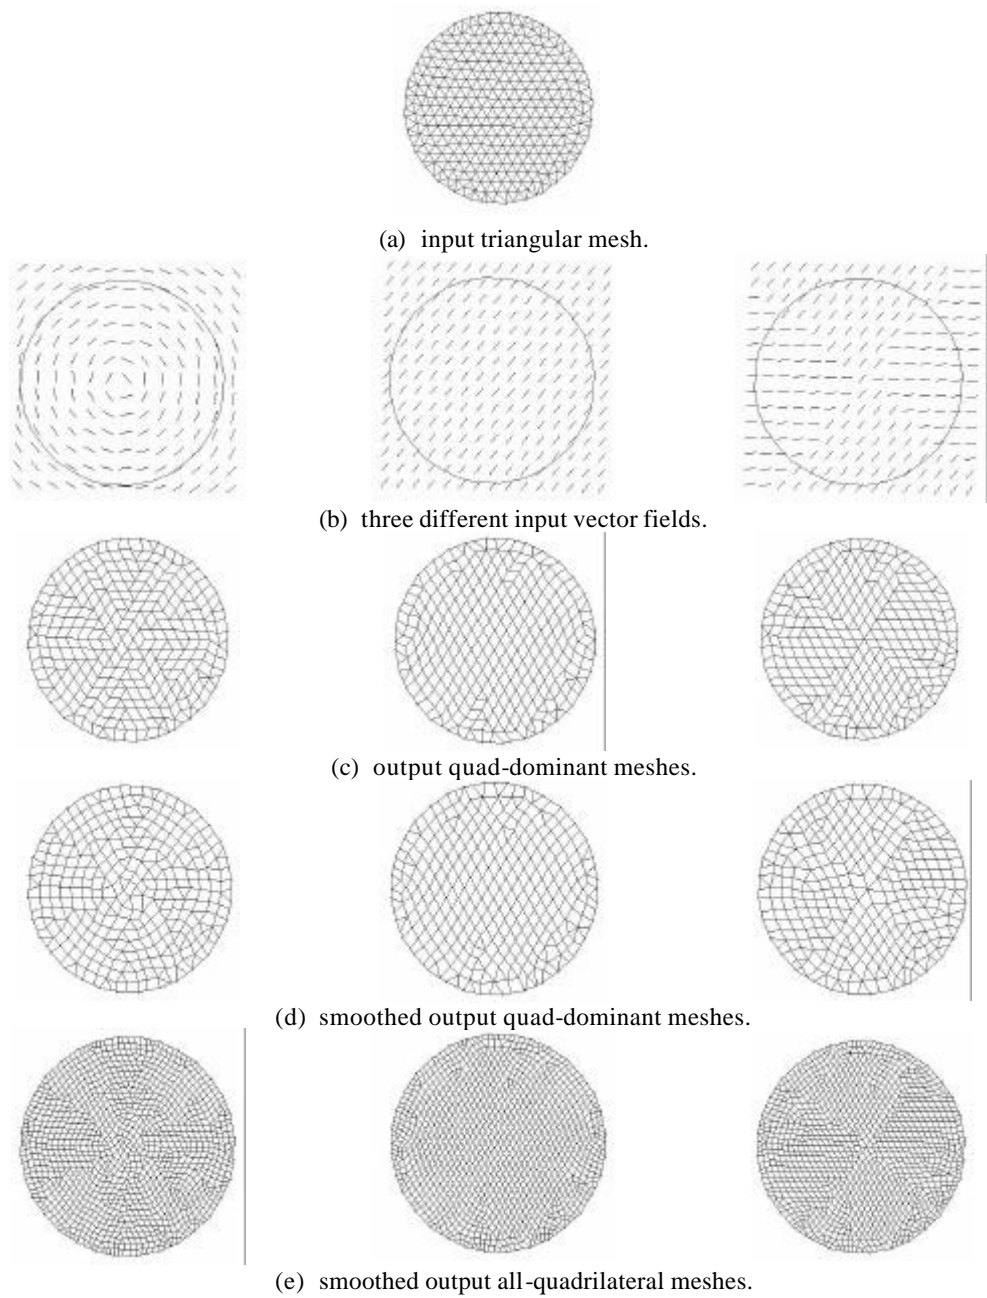 (a) input triangular mesh.
(b) three different input vector fields.
(c) output quad-dominant meshes.
(d) smoothed output quad-dominant meshes.
(e) smoothed output all-quadrilateral meshes.